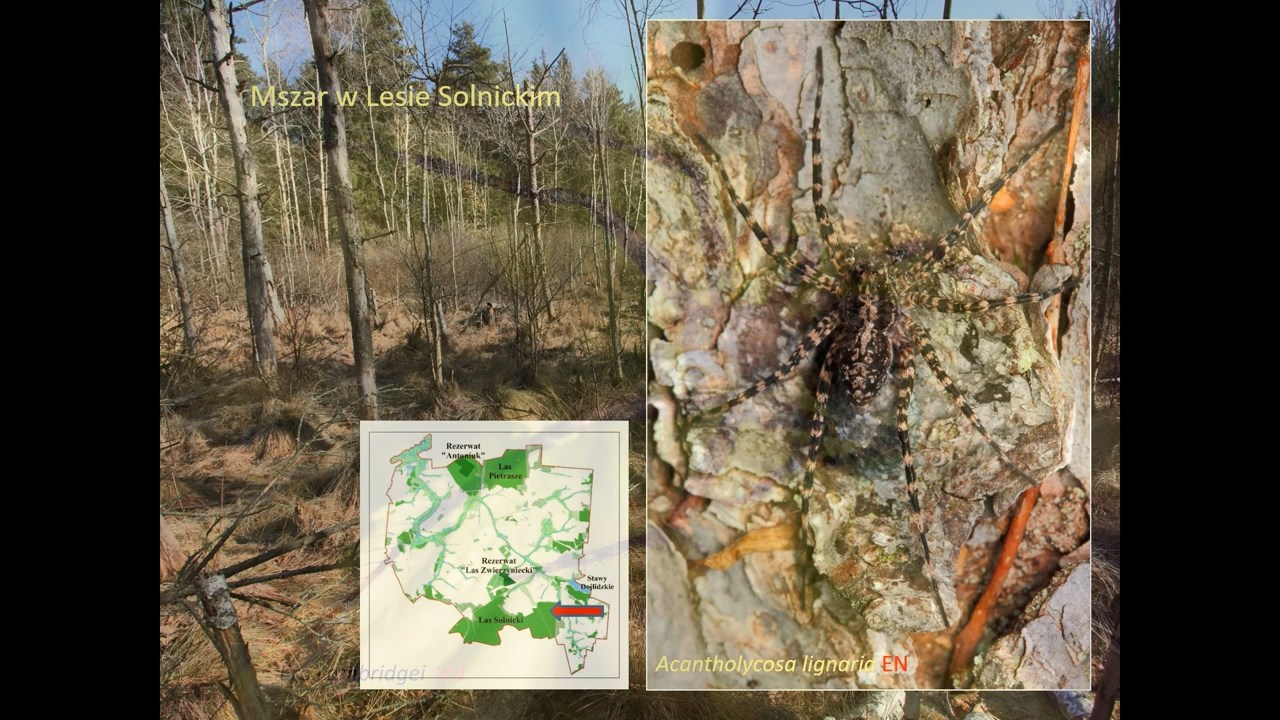 Mszar w Lesie Solnickim
Rezerwat
"Antoniuk"
Las
Pietrasze
Rezerwat
"Las Zwierzyniecki"
Stawy
Dojlidzkie
Las Solnicki
Acantholycosa lignaria EN